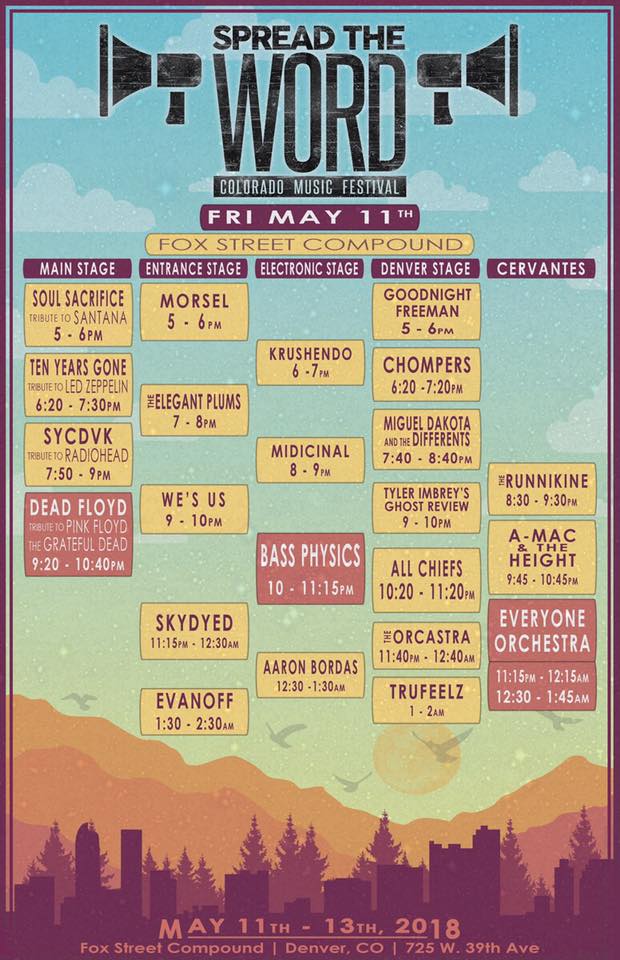 SPREAD THE
WORD
COLORADO MUSIC FESTIVAL
FRI MAY 11TH
FOX STREET COMPOUND
MAIN STAGE
SOUL SACRIFICE
TRIBUTE TO SANTANA
5 - 6PM
TEN YEARS GONE
TRIBUTE TO LED ZEPPELIN
6:20 - 7:30PM
SYCDVK
TRIBUTE TO RADIOHEAD
7:50 - 9PM
DEAD FLOYD
TRIBUTE TO PINK FLOYD
THE GRATEFUL DEAD
9:20 - 10:40PM
ENTRANCE STAGE
MORSEL
5 - 6PM
THE ELEGANT PLUMS
7 - 8PM
WE'S US
9 - 10PM
SKYDYED
11:15PM - 12:30AM
EVANOFF
1:30 - 2:30AM
ELECTRONIC STAGE
KRUSHENDO
6 -7PM
MIDICINAL
8 - 9PM
BASS PHYSICS
10 - 11:15PM
AARON BORDAS
12:30 -1:30AM
DENVER STAGE
GOODNIGHT
FREEMAN
5 - 6PM
CHOMPERS
6:20 -7:20PM
MIGUEL DAKOTA
AND THE DIFFERENTS
7:40 - 8:40PM
TYLER IMBREY'S
GHOST REVIEW
9 - 10PM
ALL CHIEFS
10:20 - 11:20PM
THE ORCASTRA
11:40PM - 12:40AM
TRUFEELZ
1 - 2AM
CERVANTES
THE RUNNIKINE
8:30 - 9:30PM
A-MAC
& THE
HEIGHT
9:45 - 10:45PM
EVERYONE
ORCHESTRA
11:15PM - 12:15AM
12:30 - 1:45AM
MAY 11TH - 13TH, 2018
Fox Street Compound | Denver, CO | 725 W. 39th Ave